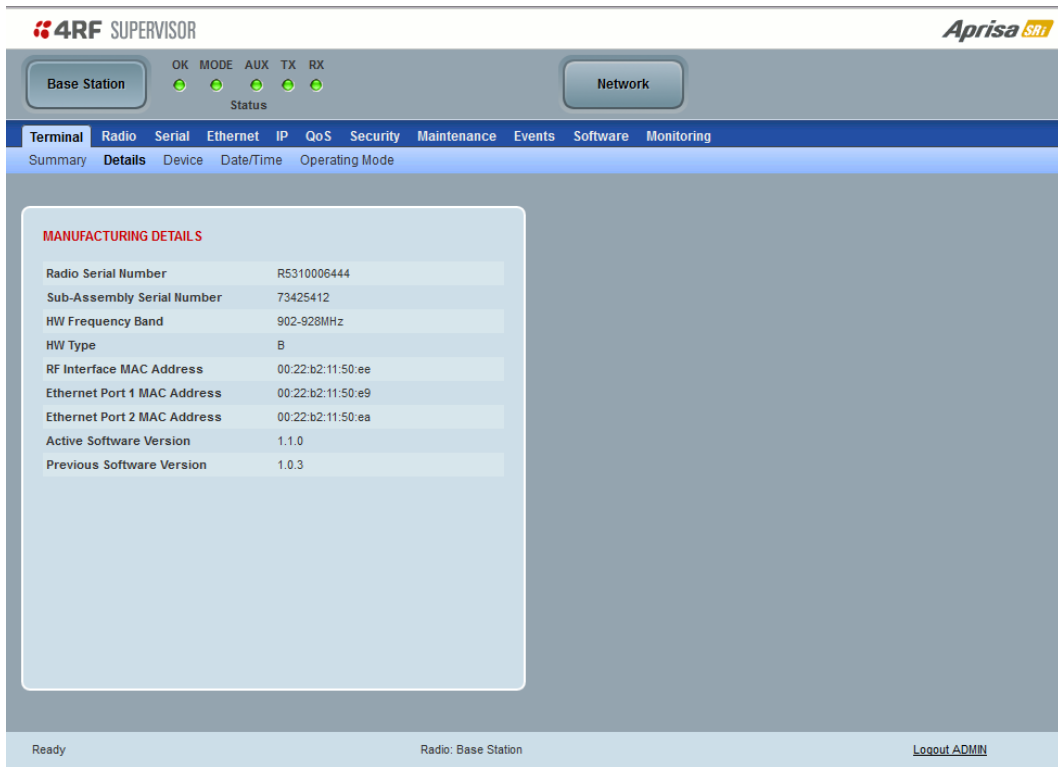 4RF SUPERVISOR
Aprisa SRi
Base Station
OK MODE AUX TX RX
Status
Network
Terminal Radio Serial Ethernet IP QoS Security Maintenance Events Software Monitoring
Summary Details Device Date/Time Operating Mode
MANUFACTURING DETAILS
Radio Serial Number R5310006444
Sub-Assembly Serial Number 73425412
HW Frequency Band 902-928MHz
HW Type B
RF Interface MAC Address 00:22:b2:11:50:ee
Ethernet Port 1 MAC Address 00:22:b2:11:50:e9
Ethernet Port 2 MAC Address 00:22:b2:11:50:ea
Active Software Version 1.1.0
Previous Software Version 1.0.3
Ready Radio: Base Station Logout ADMIN